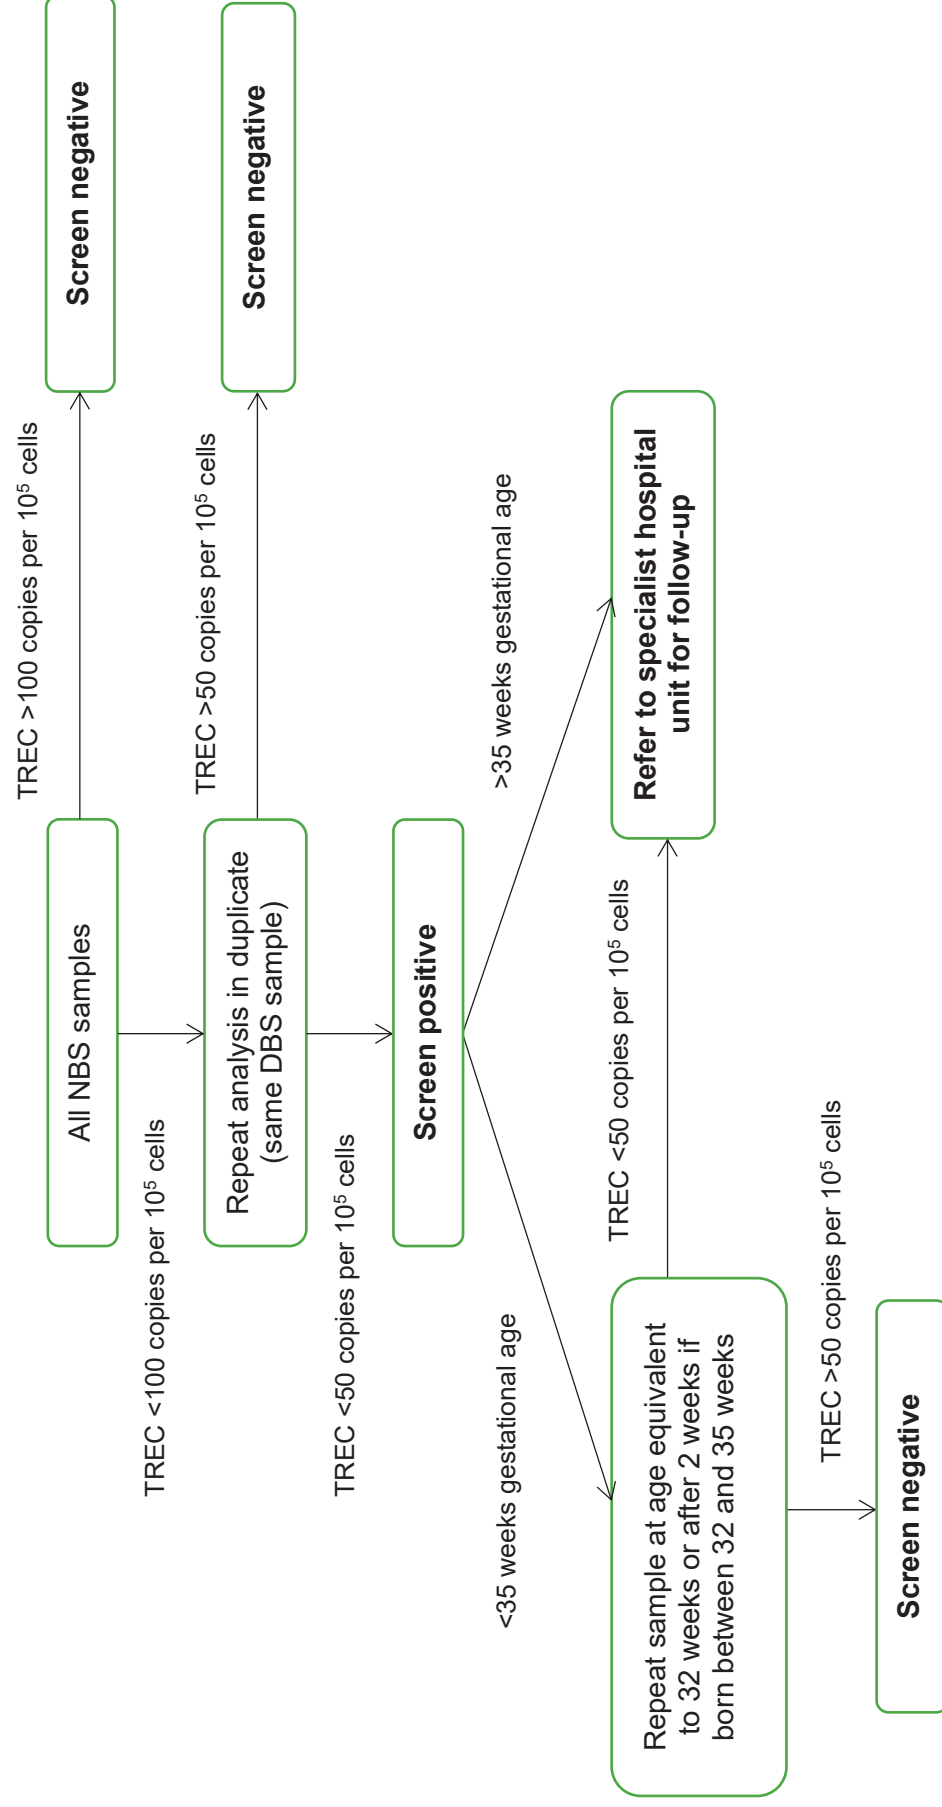 All NBS samples
TREC >100 copies per 10⁵ cells
Screen negative
TREC <100 copies per 10⁵ cells
Repeat analysis in duplicate
(same DBS sample)
TREC >50 copies per 10⁵ cells
Screen negative
TREC <50 copies per 10⁵ cells
Screen positive
<35 weeks gestational age
>35 weeks gestational age
Repeat sample at age equivalent
to 32 weeks or after 2 weeks if
born between 32 and 35 weeks
TREC <50 copies per 10⁵ cells
Refer to specialist hospital
unit for follow-up
TREC >50 copies per 10⁵ cells
Screen negative